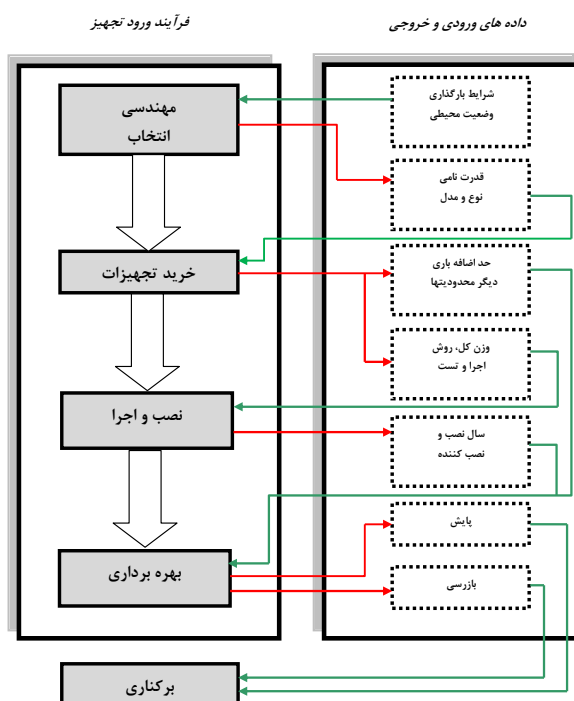 داده های ورودی و خروجی
فرآیند ورود تجهیز
شرایط بارگذاری
وضعیت محیطی
مهندسی
انتخاب
قدرت نامی
نوع و مدل
حد اضافه باری
دیگر محدودیتها
خرید تجهیزات
وزن کل، روش
اجرا و تست
نصب و اجرا
سال نصب و
نصب کننده
پایش
بهره برداری
بازرسی
برکناری